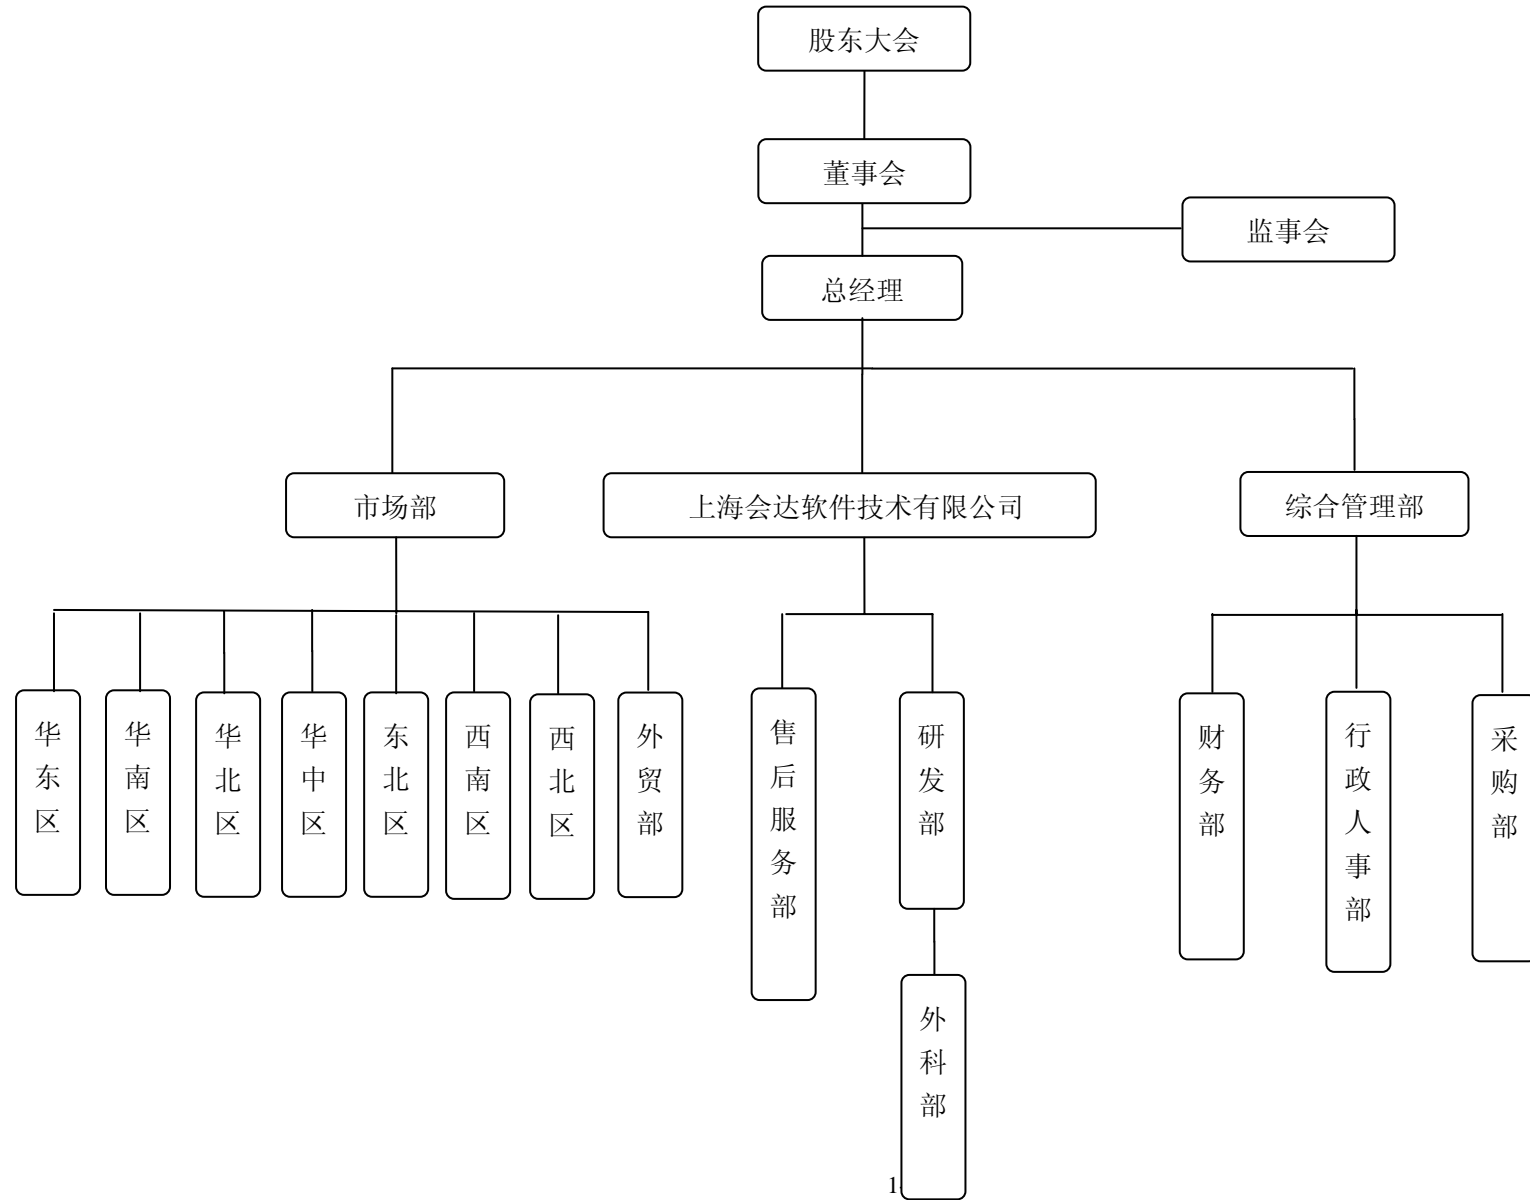 股东大会
董事会
监事会
总经理
市场部
上海会达软件技术有限公司
综合管理部
华东区
华南区
华北区
华中区
东北区
西南区
西北区
外贸部
售后服务部
研发部
财务部
行政人事部
采购部
外科部
1